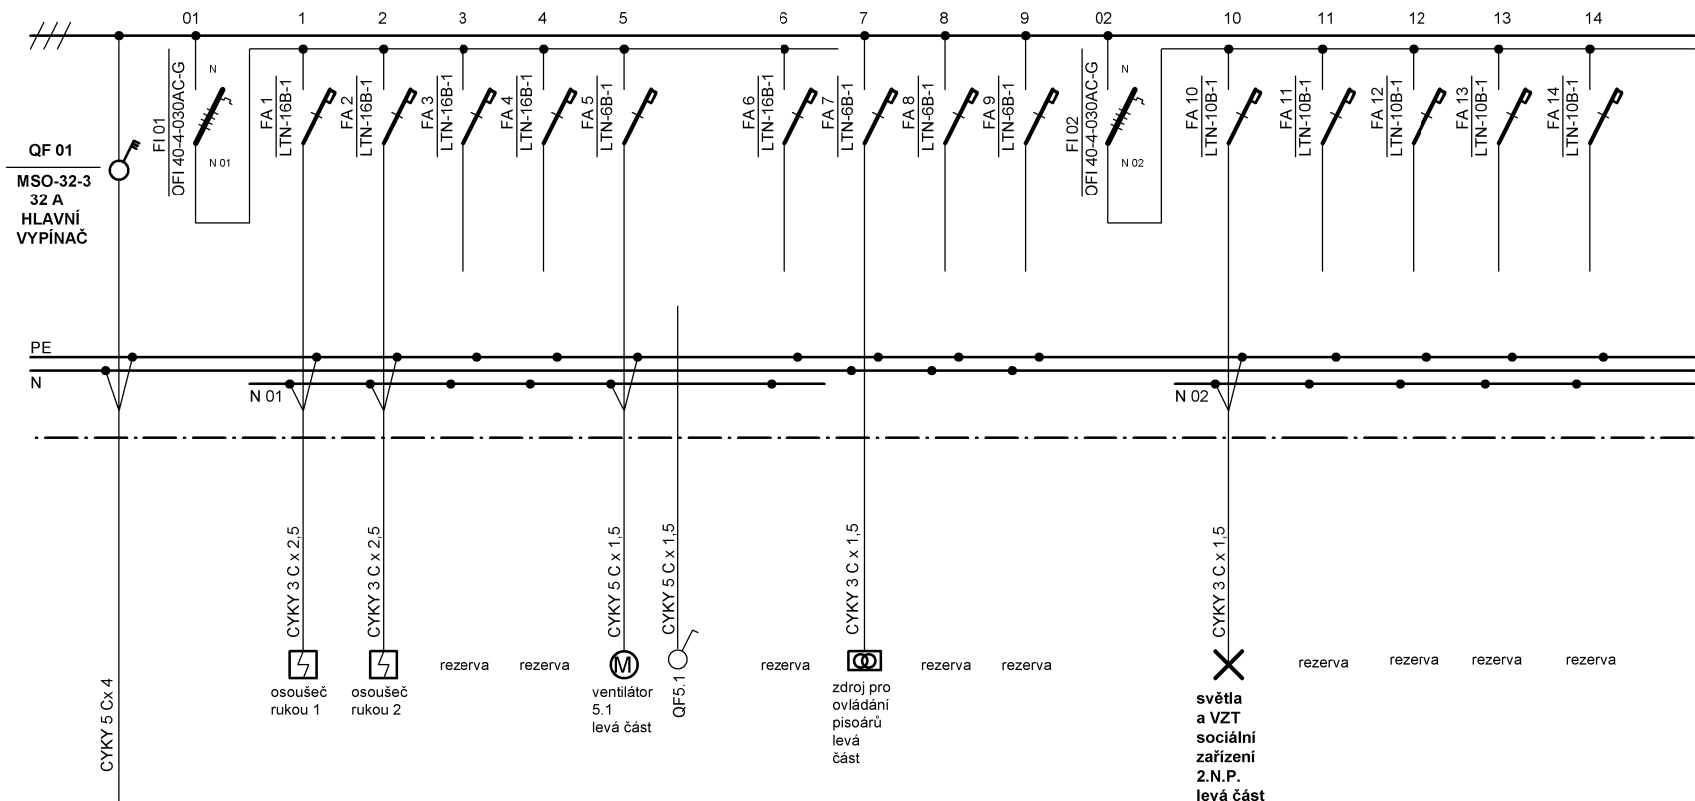 01 1 2 3 4 5 6 7 8 9 02 10 11 12 13 14
QF 01
MSO-32-3
32 A
HLAVNÍ
VYPÍNAČ
FI 01
OFI 40-4-030AC-G
N
N 01
FA 1
LTN-16B-1
FA 2
LTN-16B-1
FA 3
LTN-16B-1
FA 4
LTN-16B-1
FA 5
LTN-6B-1
FA 6
LTN-16B-1
FA 7
LTN-6B-1
FA 8
LTN-6B-1
FA 9
LTN-6B-1
FI 02
OFI 40-4-030AC-G
N
N 02
FA 10
LTN-10B-1
FA 11
LTN-10B-1
FA 12
LTN-10B-1
FA 13
LTN-10B-1
FA 14
LTN-10B-1
PE
N
N 01
N 02
CYKY 5 Cx 4
CYKY 3 C x 2,5
osoušeč
rukou 1
CYKY 3 C x 2,5
osoušeč
rukou 2
rezerva
rezerva
CYKY 5 C x 1,5
M
ventilátor
5.1
levá část
CYKY 5 C x 1,5
QF5.1
rezerva
CYKY 3 C x 1,5
zdroj pro
ovládání
pisoárů
levá
část
rezerva
rezerva
CYKY 3 C x 1,5
světla
a VZT
sociální
zařízení
2.N.P.
levá část
rezerva
rezerva
rezerva
rezerva